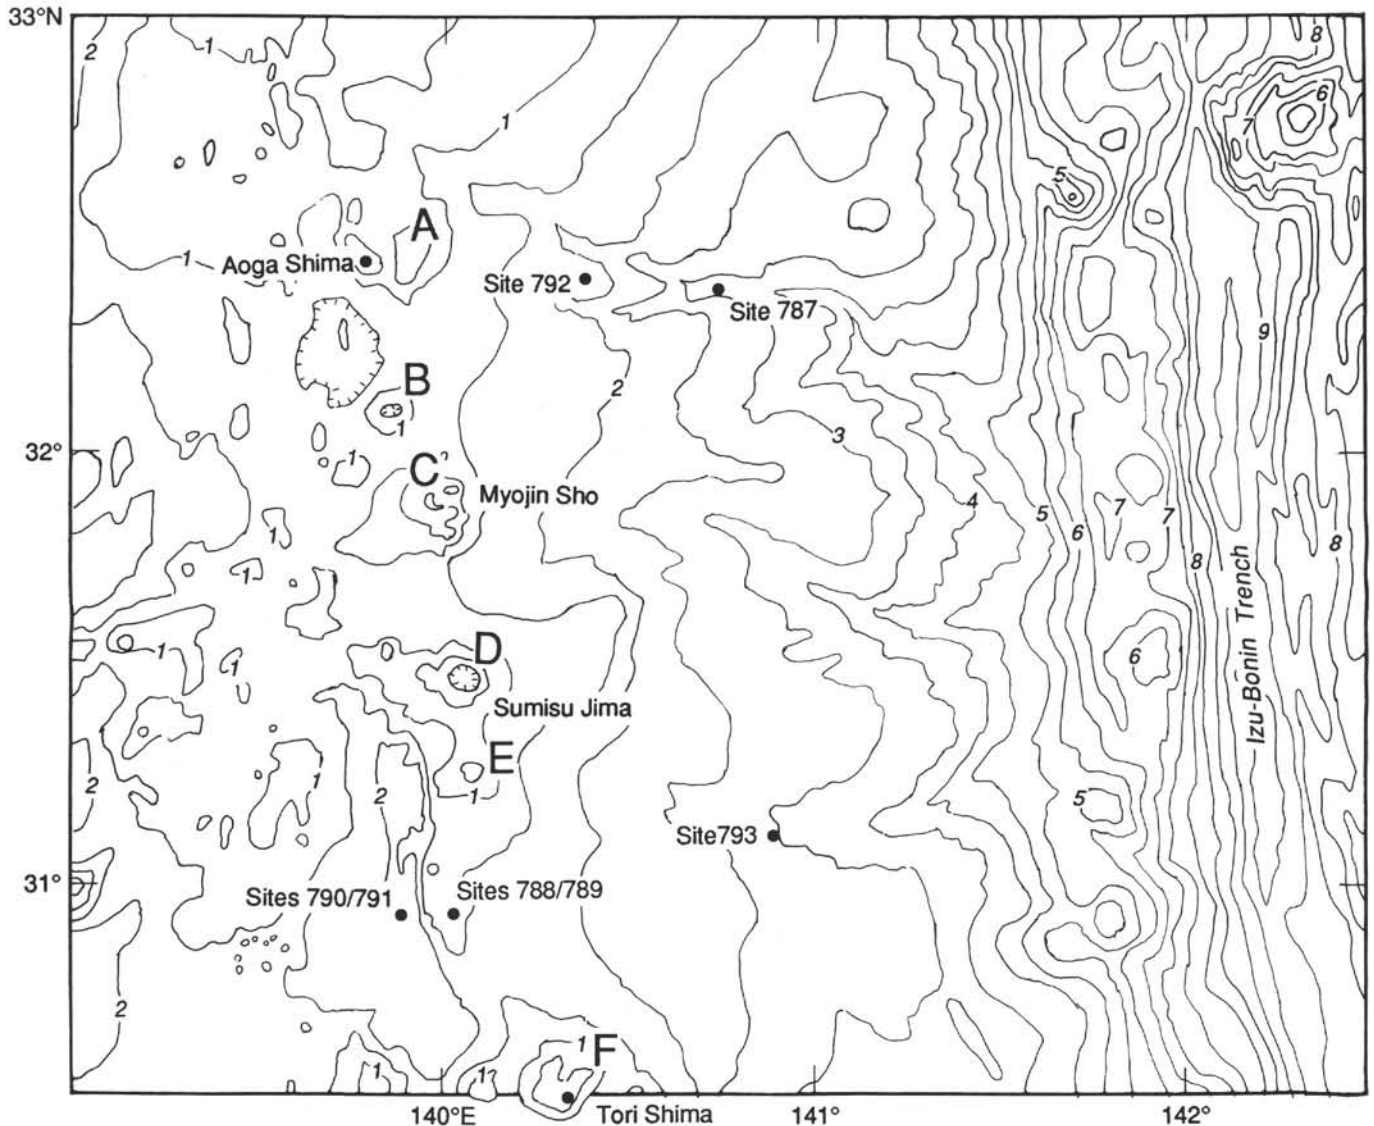 33°N
2
1
8
6
1
7
5
A
1
Aoga Shima
Site 792
Site 787
9
B
2
1
3
32°
1
C
Myojin Sho
4
5
7
7
6
1
8
8
1
Izu-Bonin Trench
D
1
1
6
Sumisu Jima
E
1
2
2
1
5
Site793
31°
Sites 790/791
Sites 788/789
2
1
F
1
1
140°E
Tori Shima
141°
142°